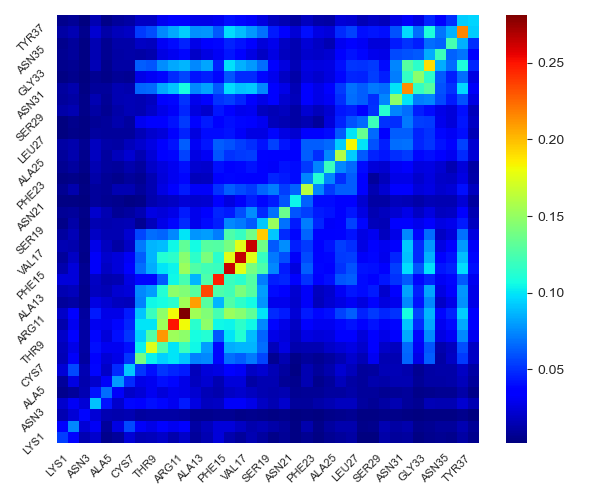 TYR37
ASN35
GLY33
ASN31
SER29
LEU27
ALA25
PHE23
ASN21
SER19
VAL17
PHE15
ALA13
ARG11
THR9
CYS7
ALA5
ASN3
LYS1
LYS1 ASN3 ALA5 CYS7 THR9 ARG11 ALA13 PHE15 VAL17 SER19 ASN21 PHE23 ALA25 LEU27 SER29 ASN31 GLY33 ASN35 TYR37
0.25
0.20
0.15
0.10
0.05